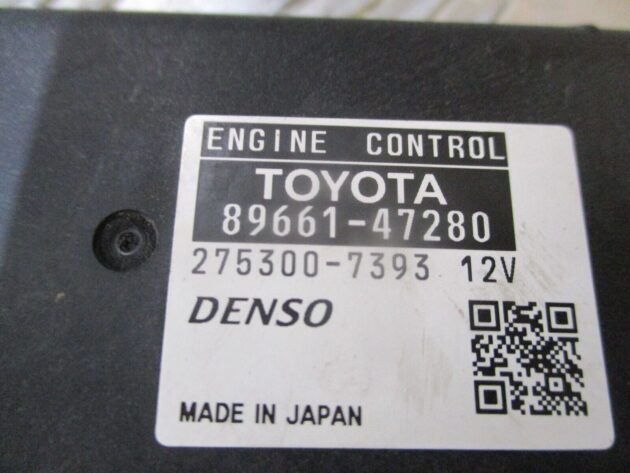 ENGINE CONTROL
TOYOTA
89661-47280
275300-7393 12V
DENSO
MADE IN JAPAN